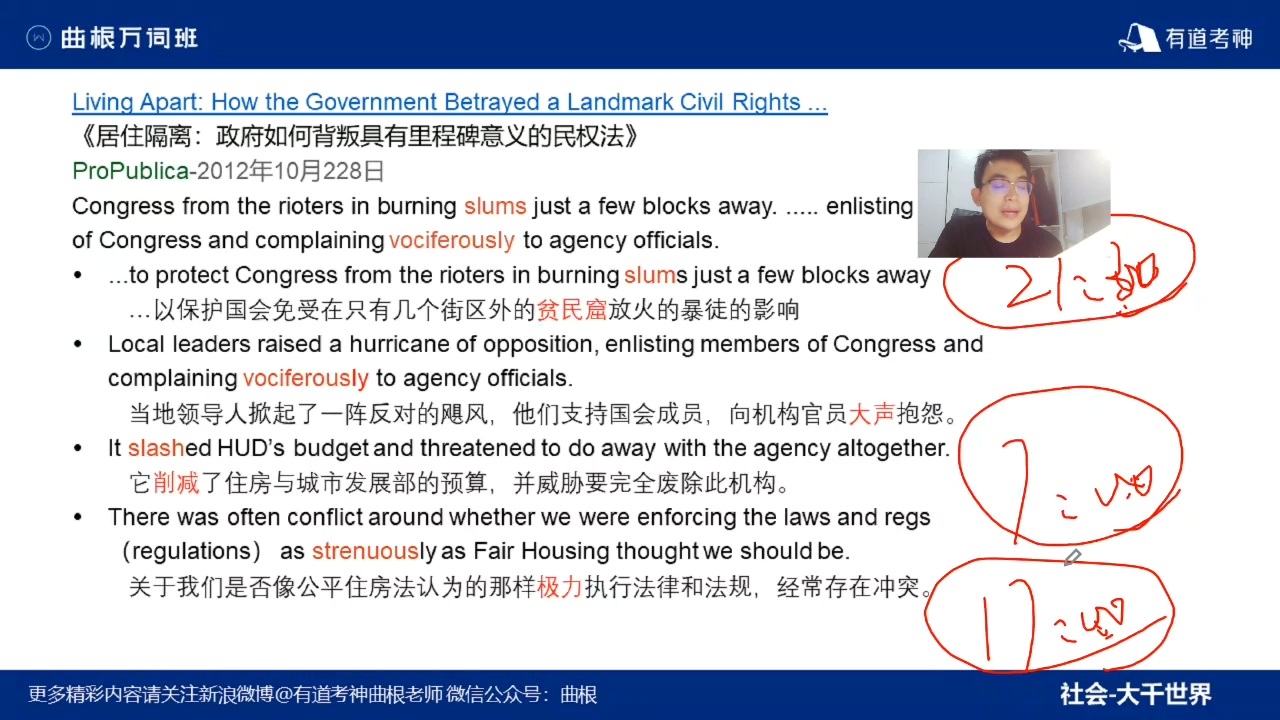 曲根万词班
有道考神
Living Apart: How the Government Betrayed a Landmark Civil Rights ...
《居住隔离：政府如何背叛具有里程碑意义的民权法》
ProPublica-2012年10月228日
Congress from the rioters in burning slums just a few blocks away. ..... enlisting
of Congress and complaining vociferously to agency officials.
• ...to protect Congress from the rioters in burning slums just a few blocks away
…以保护国会免受在只有几个街区外的贫民窟放火的暴徒的影响
• Local leaders raised a hurricane of opposition, enlisting members of Congress and
complaining vociferously to agency officials.
当地领导人掀起了一阵反对的飓风，他们支持国会成员，向机构官员大声抱怨。
• It slashed HUD's budget and threatened to do away with the agency altogether.
它削减了住房与城市发展部的预算，并威胁要完全废除此机构。
• There was often conflict around whether we were enforcing the laws and regs
（regulations） as strenuously as Fair Housing thought we should be.
关于我们是否像公平住房法认为的那样极力执行法律和法规，经常存在冲突。
更多精彩内容请关注新浪微博@有道考神曲根老师 微信公众号：曲根
社会-大千世界